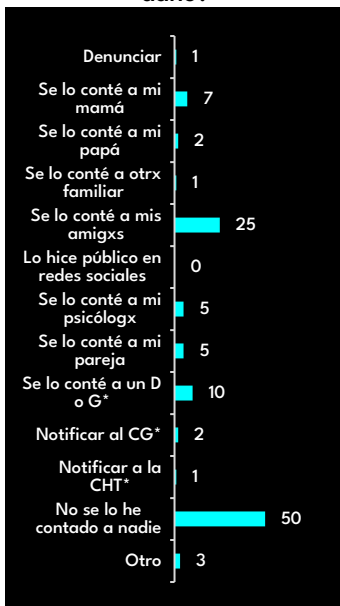 Denunciar 1
Se lo conté a mi
mamá
7
Se lo conté a mi
papá
2
Se lo conté a otrx
familiar
1
Se lo conté a mis
amigxs
25
Lo hice público en
redes sociales
0
Se lo conté a mi
psicólogx
5
Se lo conté a mi
pareja
5
Se lo conté a un D
o G*
10
Notificar al CG* 2
Notificar a la
CHT*
1
No se lo he
contado a nadie
50
Otro 3